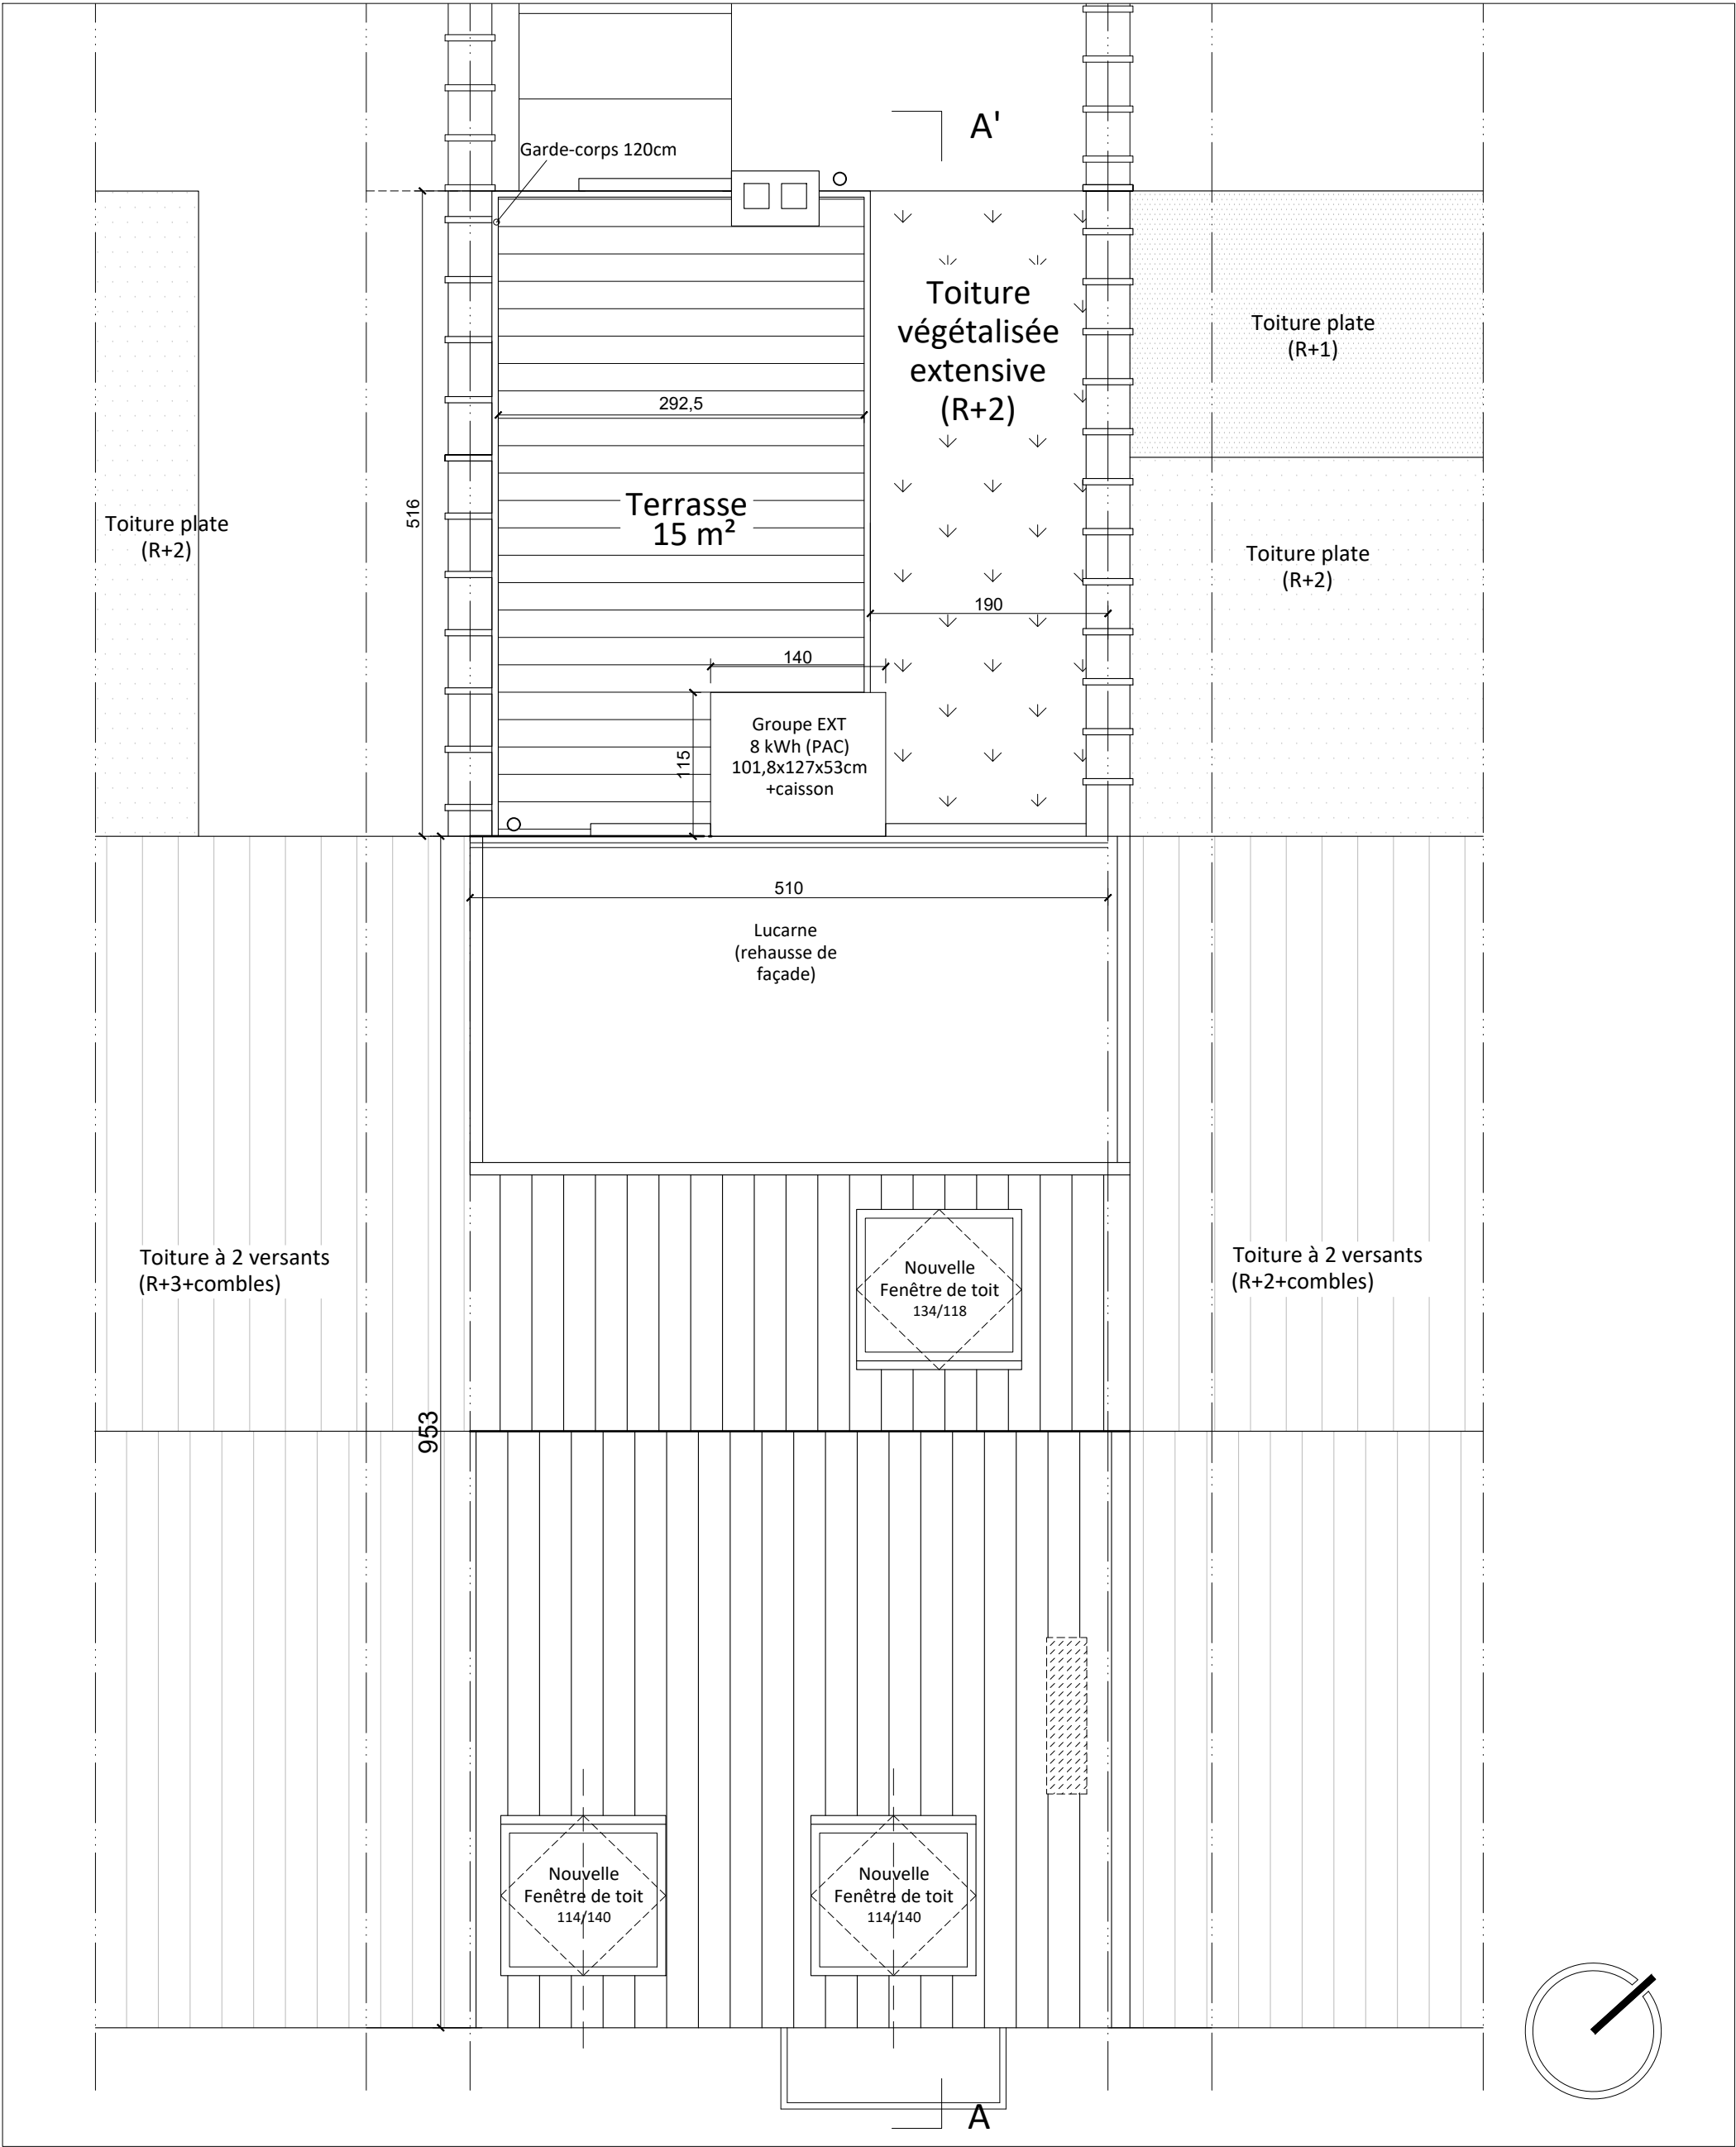 A'
Garde-corps 120cm
Toiture
végétalisée
extensive
(R+2)
Toiture plate
(R+1)
292,5
516
Terrasse
15 m²
Toiture plate
(R+2)
Toiture plate
(R+2)
190
140
115
Groupe EXT
8 kWh (PAC)
101,8x127x53cm
+caisson
510
Lucarne
(rehausse de
façade)
Toiture à 2 versants
(R+3+combles)
Nouvelle
Fenêtre de toit
134/118
Toiture à 2 versants
(R+2+combles)
953
Nouvelle
Fenêtre de toit
114/140
Nouvelle
Fenêtre de toit
114/140
A